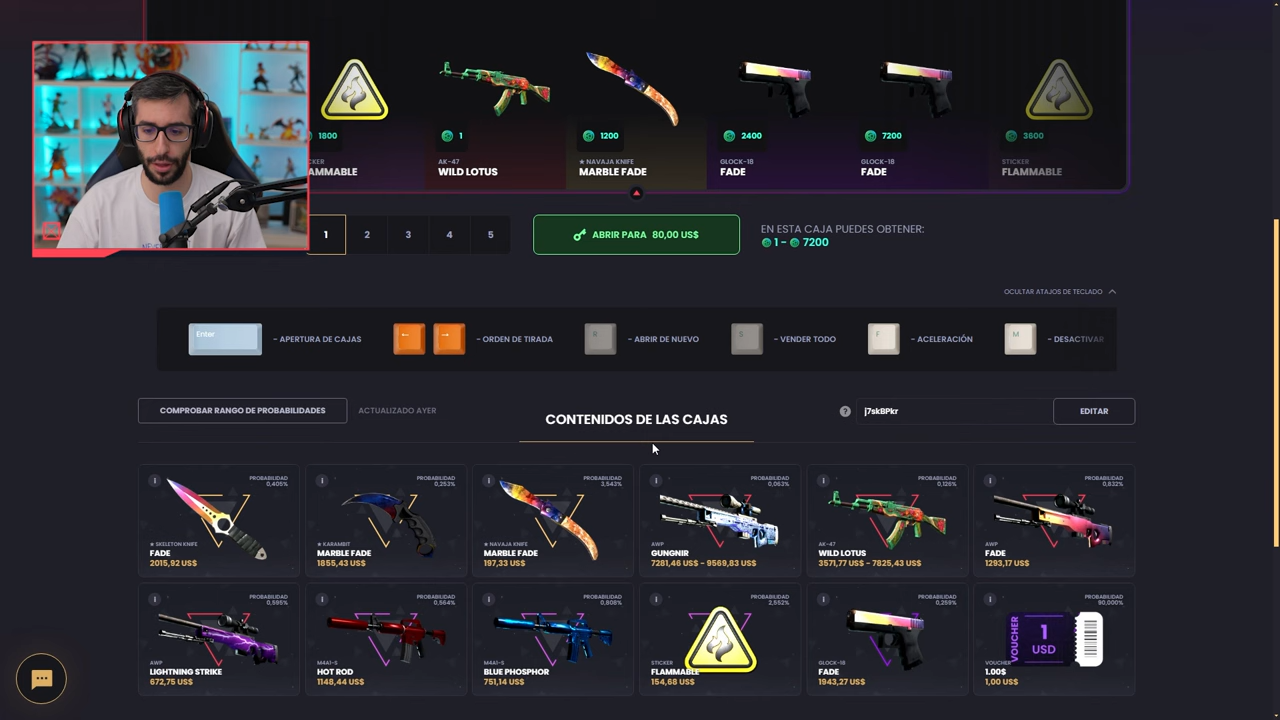 1800
1
1200
2400
7200
3600
AK-47
★ NAVAJA KNIFE
GLOCK-18
GLOCK-18
STICKER
WILD LOTUS
MARBLE FADE
FADE
FADE
FLAMMABLE
1
2
3
4
5
ABRIR PARA 80,00 US$
EN ESTA CAJA PUEDES OBTENER:
1 - 7200
OCULTAR ATAJOS DE TECLADO
Enter
- APERTURA DE CAJAS
← →
- ORDEN DE TIRADA
R
- ABRIR DE NUEVO
S
- VENDER TODO
F
- ACELERACIÓN
M
- DESACTIVAR
COMPROBAR RANGO DE PROBABILIDADES
ACTUALIZADO AYER
CONTENIDOS DE LAS CAJAS
?
j7skBPkr
EDITAR
PROBABILIDAD
0,406%
★ SKELETON KNIFE
FADE
2015,92 US$
PROBABILIDAD
0,253%
★ KARAMBIT
MARBLE FADE
1855,43 US$
PROBABILIDAD
3,543%
★ NAVAJA KNIFE
MARBLE FADE
197,33 US$
PROBABILIDAD
0,063%
AWP
GUNGNIR
7281,46 US$ - 9569,83 US$
PROBABILIDAD
0,126%
AK-47
WILD LOTUS
3571,77 US$ - 7825,43 US$
PROBABILIDAD
0,832%
AWP
FADE
1293,17 US$
PROBABILIDAD
0,595%
AWP
LIGHTNING STRIKE
672,75 US$
PROBABILIDAD
0,564%
M4A1-S
HOT ROD
1148,44 US$
PROBABILIDAD
0,808%
M4A1-S
BLUE PHOSPHOR
751,14 US$
PROBABILIDAD
2,552%
STICKER
FLAMMABLE
154,68 US$
PROBABILIDAD
0,259%
GLOCK-18
FADE
1943,27 US$
PROBABILIDAD
90,000%
VOUCHER
1
USD
VOUCHER
1.00$
1,00 US$